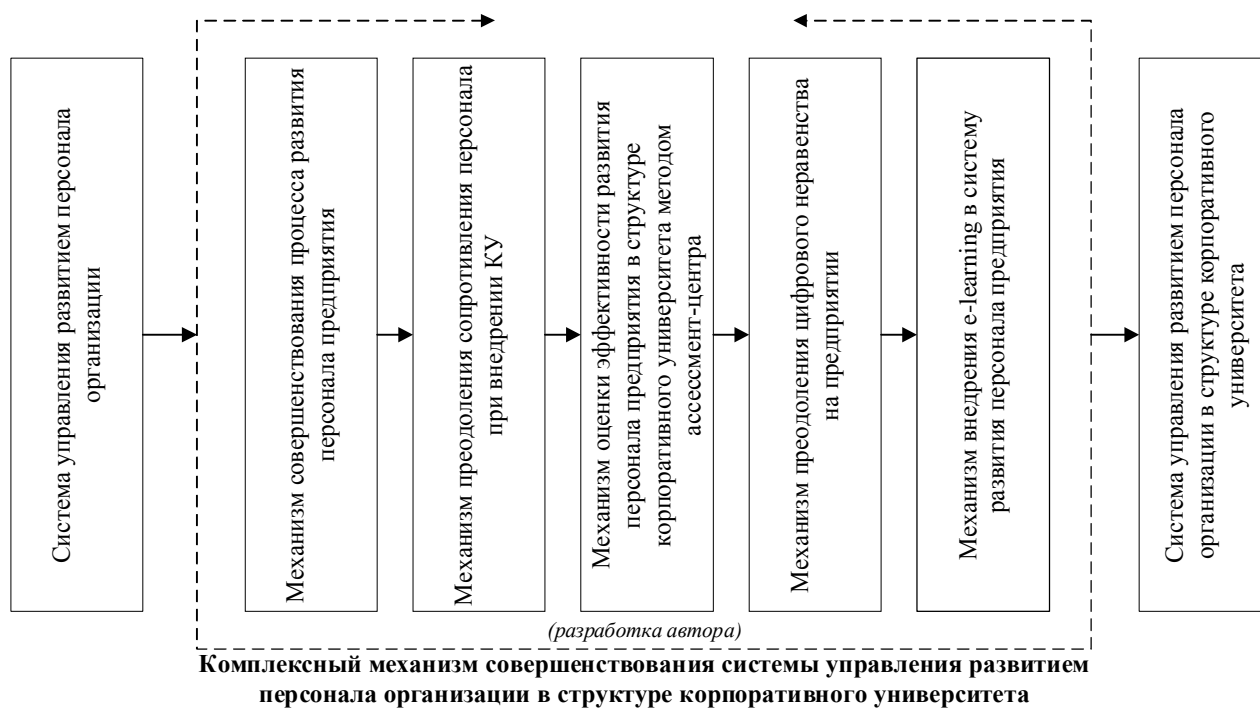 Система управления развитием персонала
организации
Механизм совершенствования процесса развития
персонала предприятия
Механизм преодоления сопротивления персонала
при внедрении КУ
Механизм оценки эффективности развития
персонала предприятия в структуре
корпоративного университета методом
ассессмент-центра
Механизм преодоления цифрового неравенства
на предприятии
Механизм внедрения e-learning в систему
развития персонала предприятия
Система управления развитием персонала
организации в структуре корпоративного
университета
(разработка автора)
Комплексный механизм совершенствования системы управления развитием
персонала организации в структуре корпоративного университета